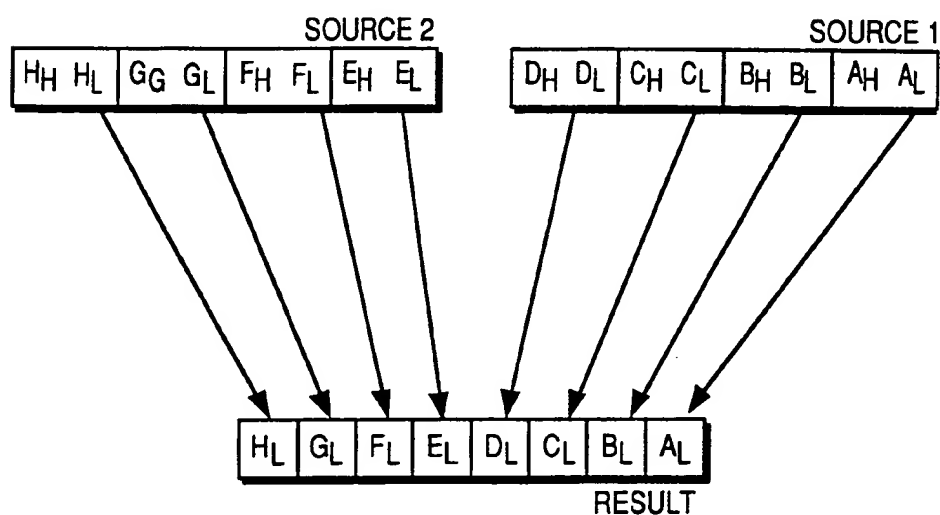 SOURCE 2 SOURCE 1
HH HL GG GL FH FL EH EL DH DL CH CL BH BL AH AL
HL GL FL EL DL CL BL AL
RESULT